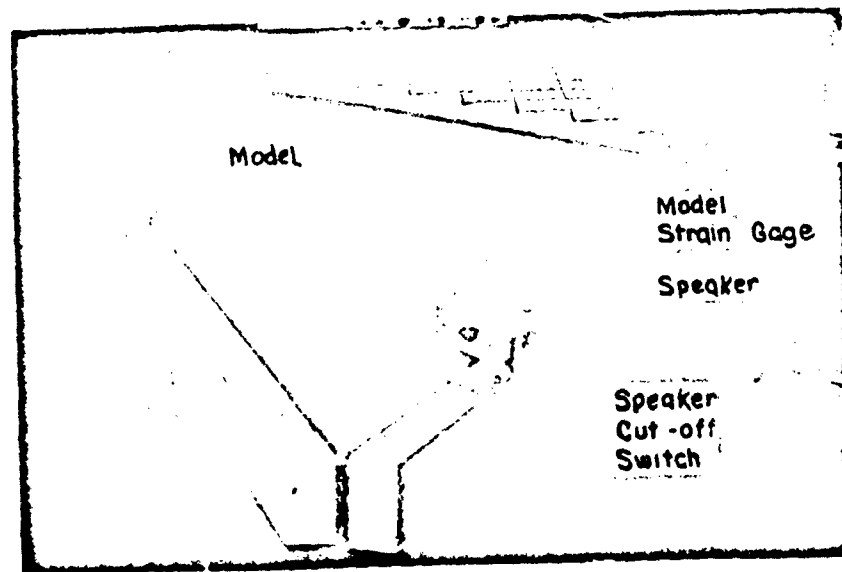 Model
Model
Strain Gage
Speaker
Speaker
Cut-off
Switch